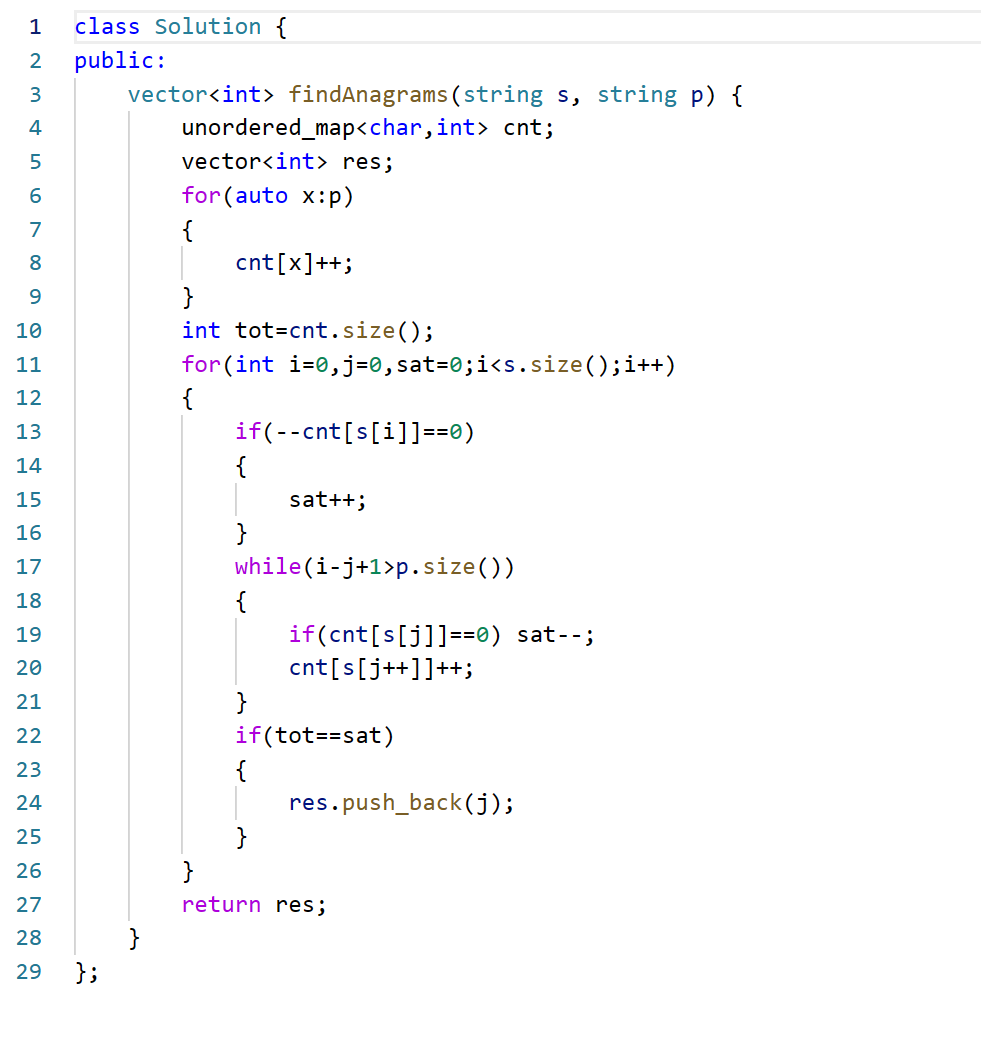 1 class Solution {
2 public:
3     vector<int> findAnagrams(string s, string p) {
4         unordered_map<char,int> cnt;
5         vector<int> res;
6         for(auto x:p)
7         {
8             cnt[x]++;
9         }
10         int tot=cnt.size();
11         for(int i=0,j=0,sat=0;i<s.size();i++)
12         {
13             if(--cnt[s[i]]==0)
14             {
15                 sat++;
16             }
17             while(i-j+1>p.size())
18             {
19                 if(cnt[s[j]]==0) sat--;
20                 cnt[s[j++]]++;
21             }
22             if(tot==sat)
23             {
24                 res.push_back(j);
25             }
26         }
27         return res;
28     }
29 };